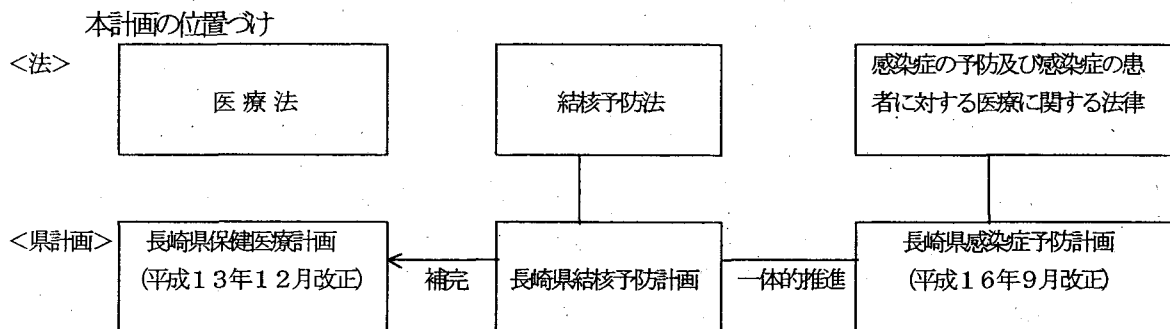 本計画の位置づけ
<法>
医療法
結核予防法
感染症の予防及び感染症の患
者に対する医療に関する法律
<県計画>
長崎県保健医療計画
(平成13年12月改正)
補完
長崎県結核予防計画
一体的推進
長崎県感染症予防計画
(平成16年9月改正)